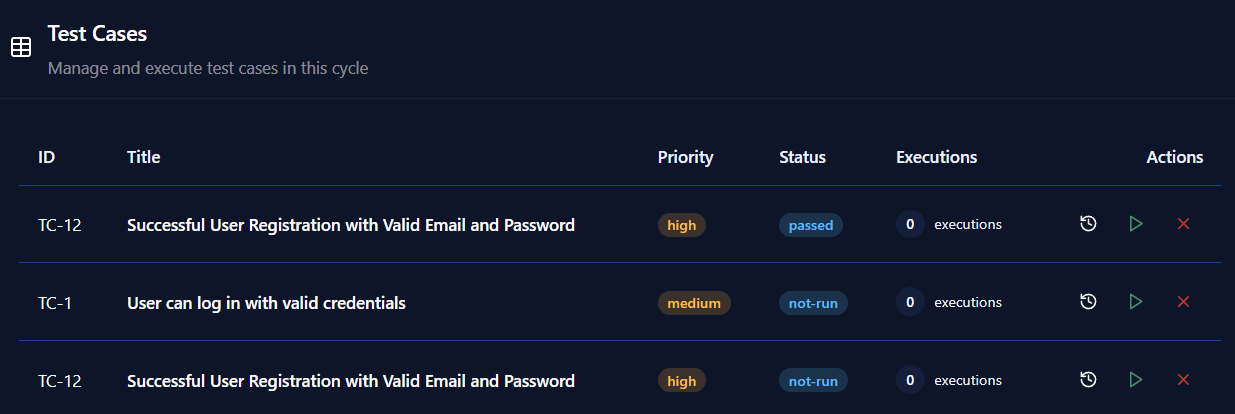 Test Cases
Manage and execute test cases in this cycle
ID Title Priority Status Executions Actions
TC-12 Successful User Registration with Valid Email and Password high passed 0 executions
TC-1 User can log in with valid credentials medium not-run 0 executions
TC-12 Successful User Registration with Valid Email and Password high not-run 0 executions